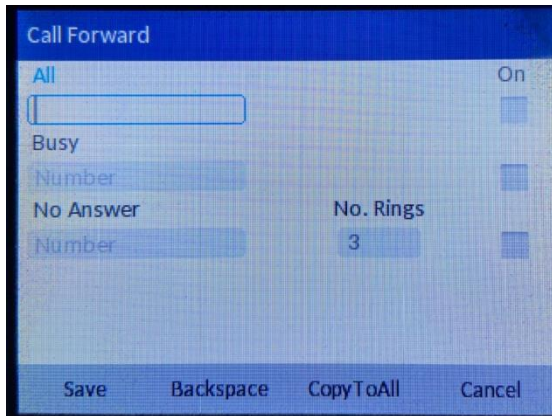 Call Forward
All On
Busy
Number
No Answer No. Rings
Number 3
Save Backspace CopyToAll Cancel